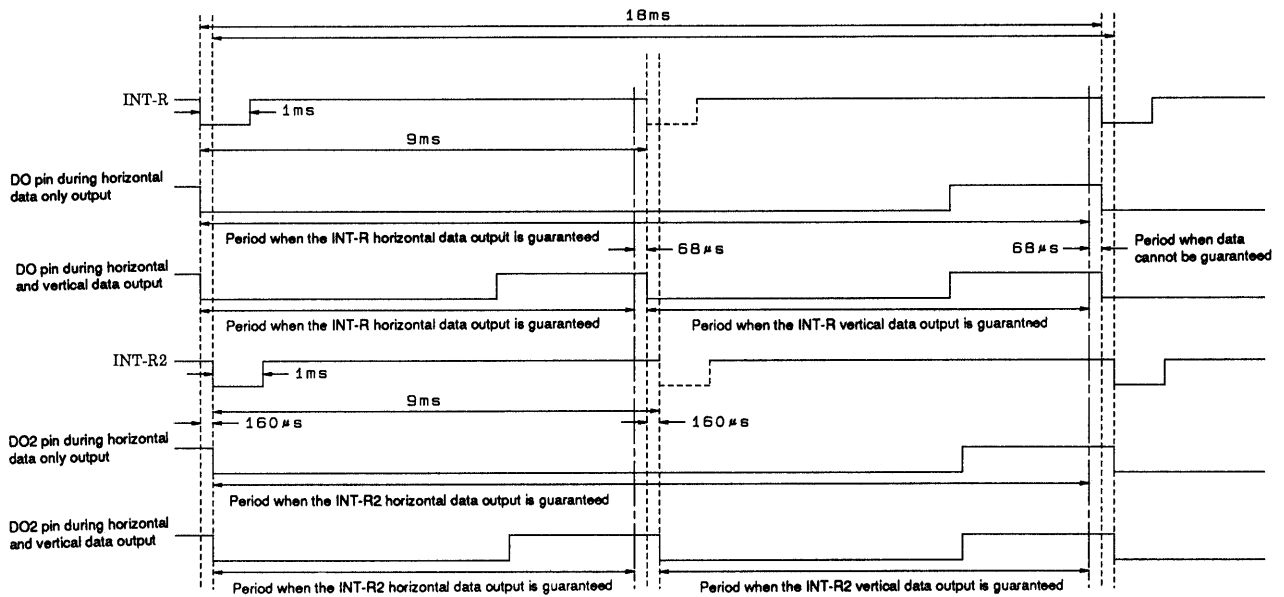 18ms
INT-R
1ms
9ms
DO pin during horizontal
data only output
Period when the INT-R horizontal data output is guaranteed
68μs
68μs
Period when data
cannot be guaranteed
DO pin during horizontal
and vertical data output
Period when the INT-R horizontal data output is guaranteed
Period when the INT-R vertical data output is guarantned
INT-R2
1ms
9ms
160μs
160μs
DO2 pin during horizontal
data only output
Period when the INT-R2 horizontal data output is guaranteed
DO2 pin during horizontal
and vertical data output
Period when the INT-R2 horizontal data output is guaranteed
Period when the INT-R2 vertical data output is guaranteed